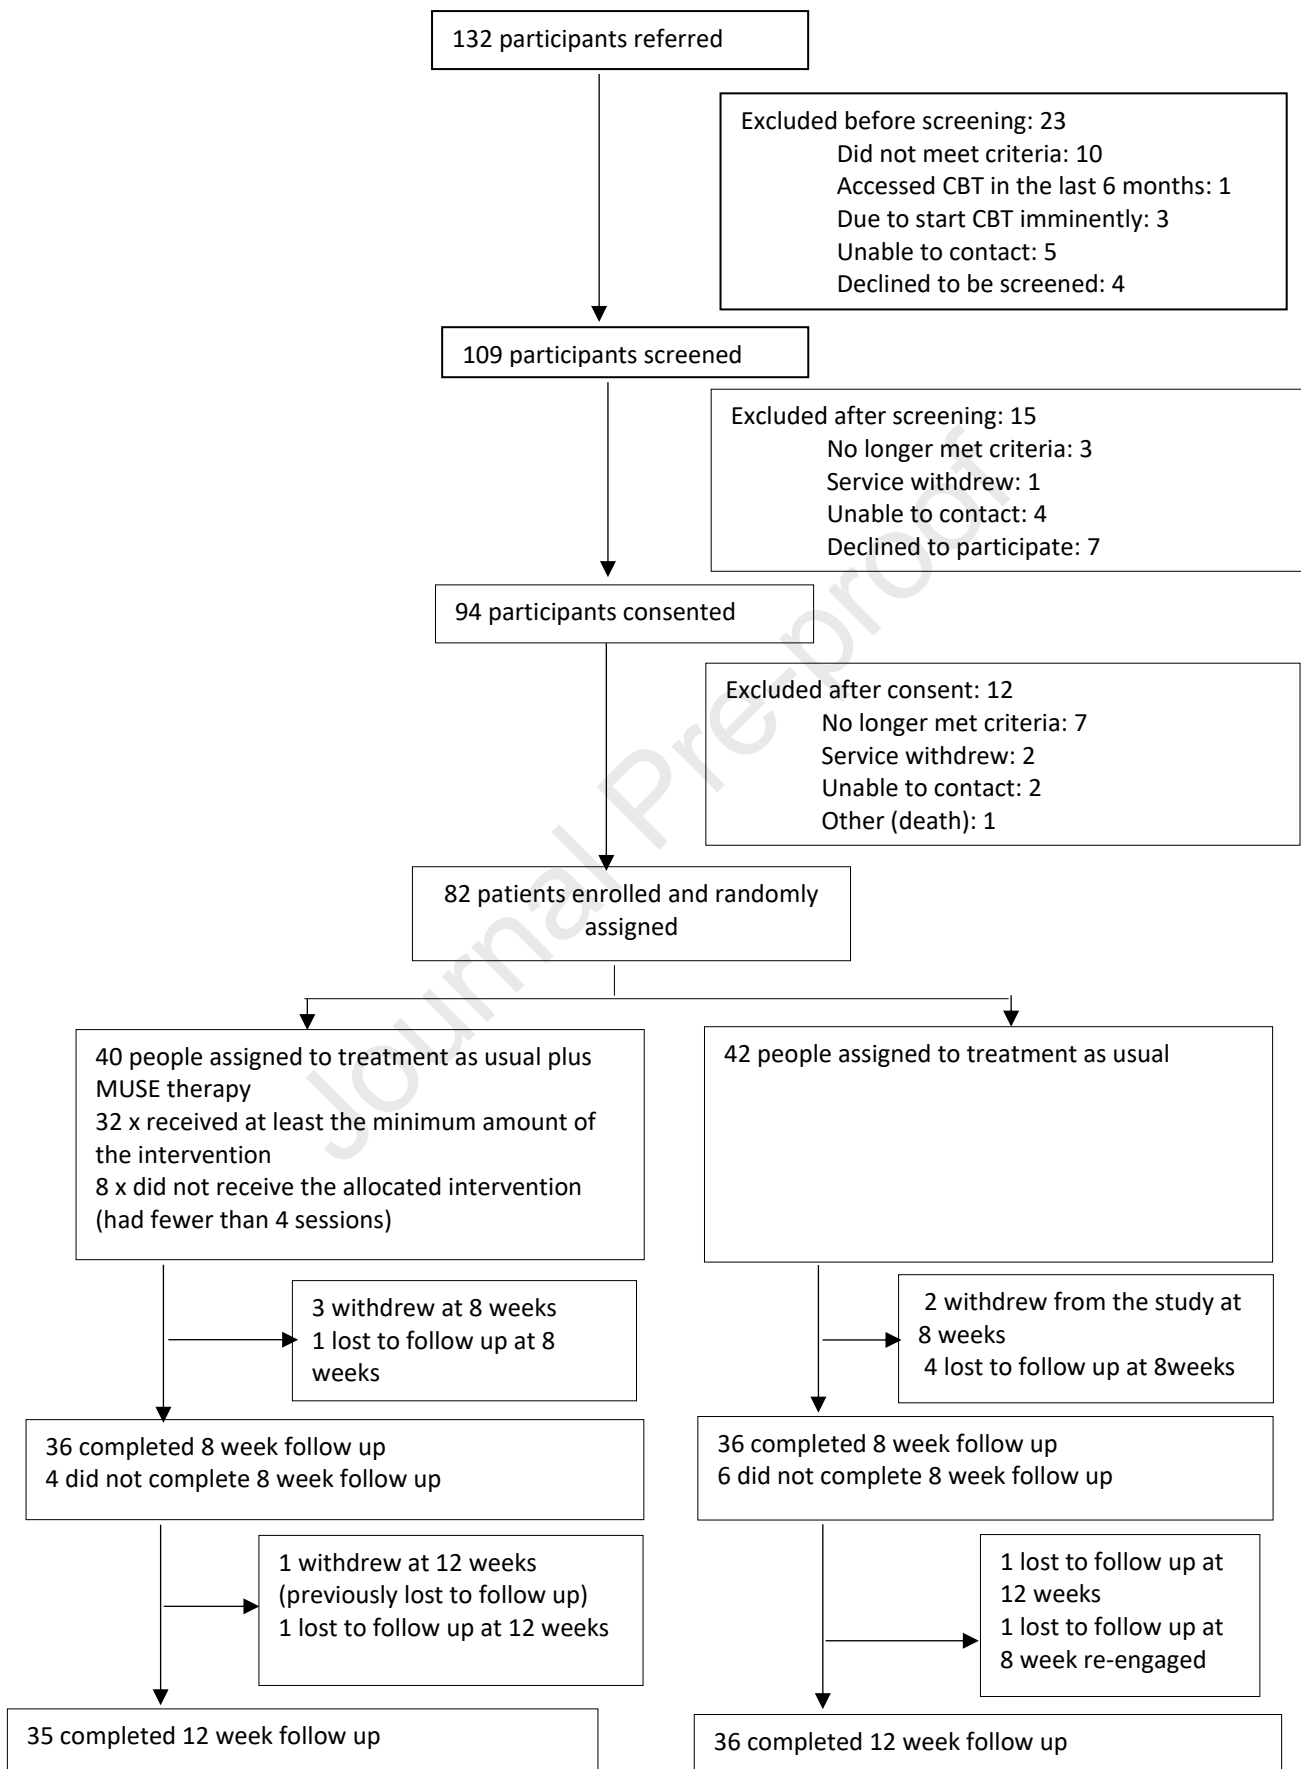 132 participants referred
Excluded before screening: 23
Did not meet criteria: 10
Accessed CBT in the last 6 months: 1
Due to start CBT imminently: 3
Unable to contact: 5
Declined to be screened: 4
109 participants screened
Excluded after screening: 15
No longer met criteria: 3
Service withdrew: 1
Unable to contact: 4
Declined to participate: 7
94 participants consented
Excluded after consent: 12
No longer met criteria: 7
Service withdrew: 2
Unable to contact: 2
Other (death): 1
82 patients enrolled and randomly
assigned
40 people assigned to treatment as usual plus
MUSE therapy
32 x received at least the minimum amount of
the intervention
8 x did not receive the allocated intervention
(had fewer than 4 sessions)
42 people assigned to treatment as usual
3 withdrew at 8 weeks
1 lost to follow up at 8
weeks
2 withdrew from the study at
8 weeks
4 lost to follow up at 8weeks
36 completed 8 week follow up
4 did not complete 8 week follow up
36 completed 8 week follow up
6 did not complete 8 week follow up
1 withdrew at 12 weeks
(previously lost to follow up)
1 lost to follow up at 12 weeks
1 lost to follow up at
12 weeks
1 lost to follow up at
8 week re-engaged
35 completed 12 week follow up
36 completed 12 week follow up
Journal Pre-proof